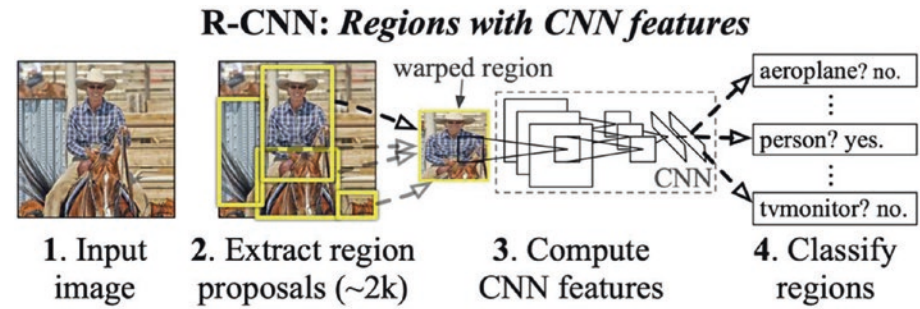 R-CNN: Regions with CNN features
warped region
aeroplane? no.
⋮
person? yes.
⋮
tvmonitor? no.
CNN
1. Input
image
2. Extract region
proposals (~2k)
3. Compute
CNN features
4. Classify
regions